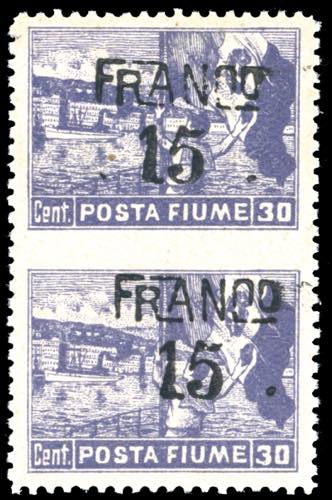 FRANCO
15
Cent. POSTA FIUME 30
FRANCO
15
Cent. POSTA FIUME 30